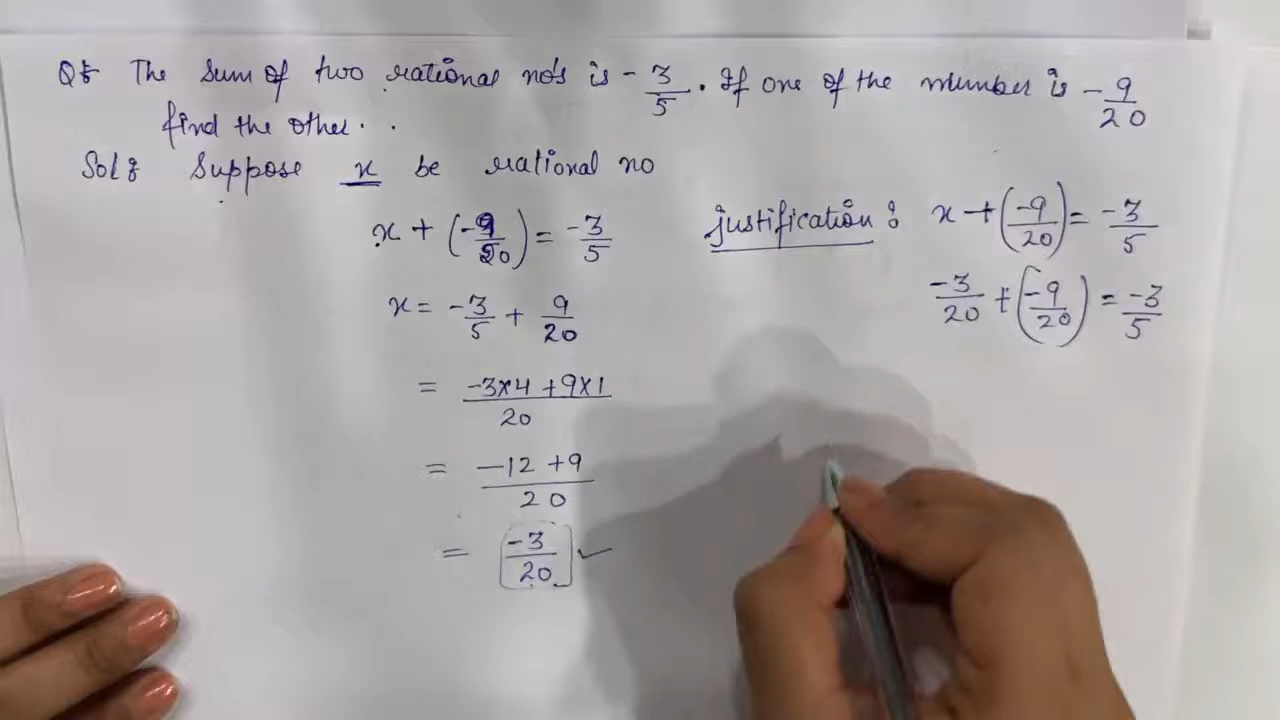 Q: The Sum of two rational no's is -3/5. If one of the number is -9/20
find the other.
Sol: Suppose x be rational no
x + (-9/20) = -3/5
x = -3/5 + 9/20
= -3×4 +9×1/20
= -12 +9/20
= -3/20 ✓
justification: x + (-9/20) = -3/5
-3/20 + (-9/20) = -3/5